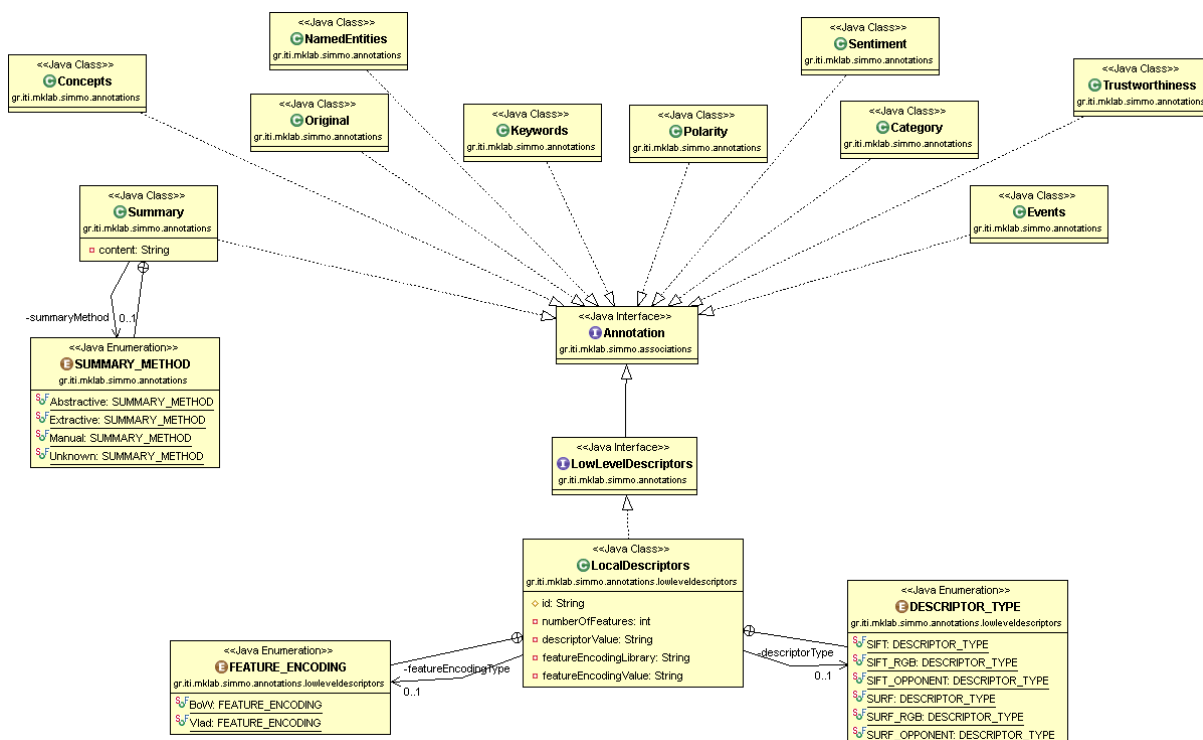 <<Java Class>>
NamedEntities
gr.iti.mklab.simmo.annotations
<<Java Class>>
Sentiment
gr.iti.mklab.simmo.annotations
<<Java Class>>
Concepts
gr.iti.mklab.simmo.annotations
<<Java Class>>
Trustworthiness
gr.iti.mklab.simmo.annotations
<<Java Class>>
Original
gr.iti.mklab.simmo.annotations
<<Java Class>>
Keywords
gr.iti.mklab.simmo.annotations
<<Java Class>>
Polarity
gr.iti.mklab.simmo.annotations
<<Java Class>>
Category
gr.iti.mklab.simmo.annotations
<<Java Class>>
Summary
gr.iti.mklab.simmo.annotations
content: String
<<Java Class>>
Events
gr.iti.mklab.simmo.annotations
-summaryMethod
0..1
<<Java Interface>>
Annotation
gr.iti.mklab.simmo.associations
<<Java Enumeration>>
SUMMARY_METHOD
gr.iti.mklab.simmo.annotations
Abstractive: SUMMARY_METHOD
Extractive: SUMMARY_METHOD
Manual: SUMMARY_METHOD
Unknown: SUMMARY_METHOD
<<Java Interface>>
LowLevelDescriptors
gr.iti.mklab.simmo.annotations
<<Java Class>>
LocalDescriptors
gr.iti.mklab.simmo.annotations.lowleveldescriptors
id: String
numberOfFeatures: int
descriptorValue: String
featureEncodingLibrary: String
featureEncodingValue: String
-featureEncodingType
0..1
-descriptorType
0..1
<<Java Enumeration>>
FEATURE_ENCODING
gr.iti.mklab.simmo.annotations.lowleveldescriptors
BoW: FEATURE_ENCODING
Vlad: FEATURE_ENCODING
<<Java Enumeration>>
DESCRIPTOR_TYPE
gr.iti.mklab.simmo.annotations.lowleveldescriptors
SIFT: DESCRIPTOR_TYPE
SIFT_RGB: DESCRIPTOR_TYPE
SIFT_OPPONENT: DESCRIPTOR_TYPE
SURF: DESCRIPTOR_TYPE
SURF_RGB: DESCRIPTOR_TYPE
SURF_OPPONENT: DESCRIPTOR_TYPE